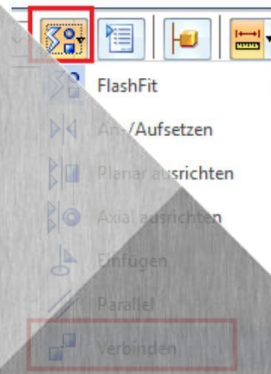 FlashFit
An-/Aufsetzen
Planar ausrichten
Axial ausrichten
Einfügen
Parallel
Verbinden